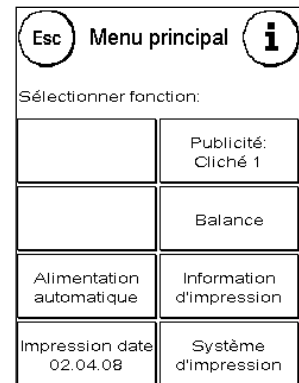 Esc Menu principal i
Sélectionner fonction:
Publicité:
Cliché 1
Balance
Alimentation
automatique
Information
d'impression
Impression date
02.04.08
Système
d'impression